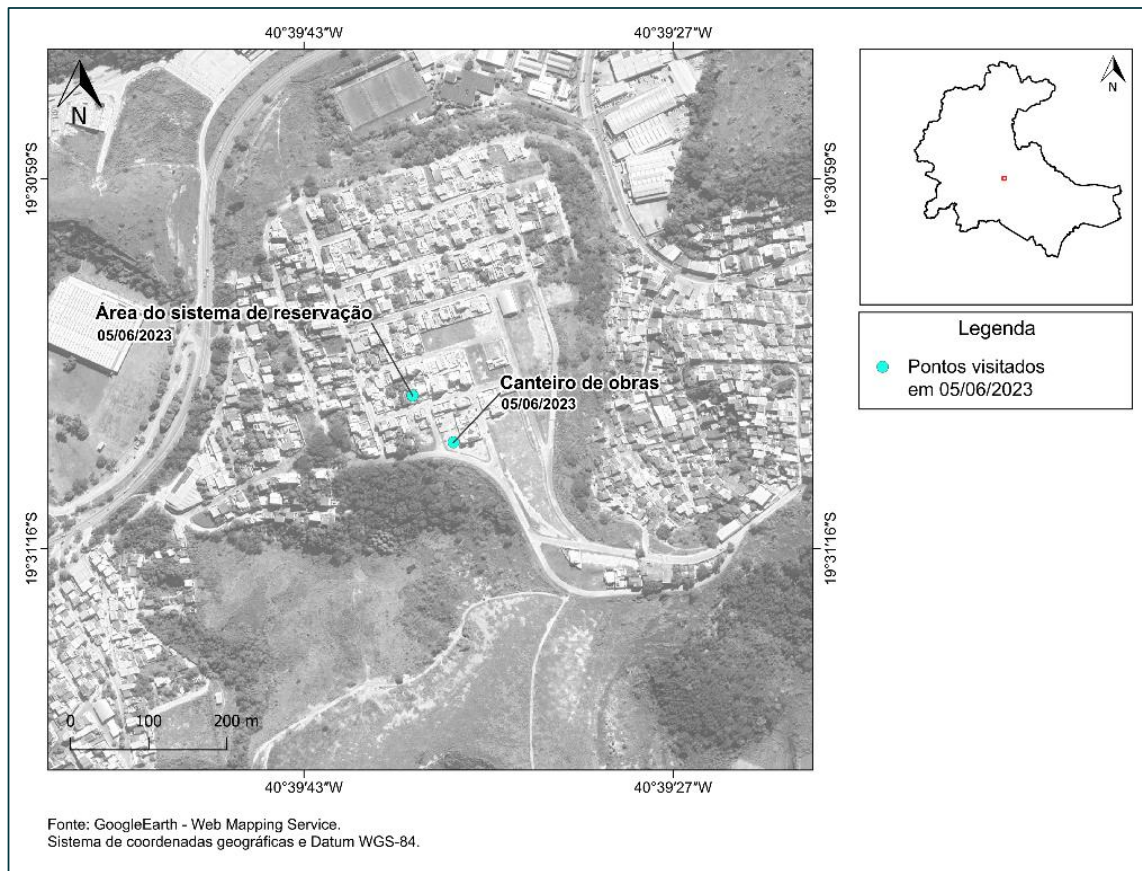 40°39'43"W
40°39'27"W
N
N
19°30'59"S
19°30'59"S
Área do sistema de reservação
05/06/2023
Canteiro de obras
05/06/2023
Legenda
Pontos visitados
em 05/06/2023
19°31'16"S
19°31'16"S
0 100 200 m
40°39'43"W
40°39'27"W
Fonte: GoogleEarth - Web Mapping Service.
Sistema de coordenadas geográficas e Datum WGS-84.